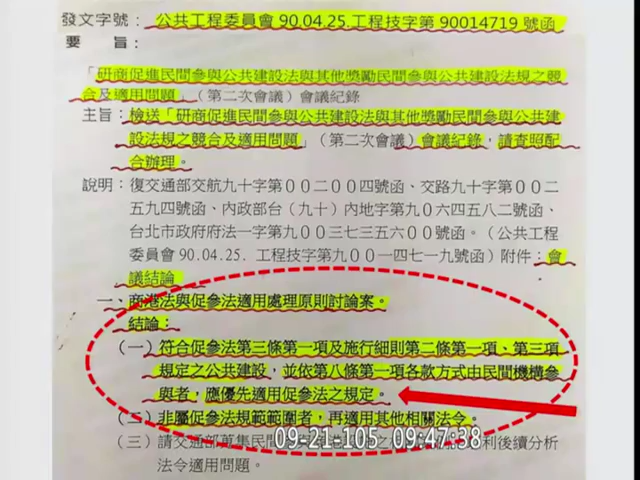 發文字號：公共工程委員會 90.04.25.工程技字第 90014719 號函
要　旨：
「研商促進民間參與公共建設法與其他獎勵民間參與公共建設法規之競
合及適用問題」（第二次會議）會議紀錄
主旨：檢送「研商促進民間參與公共建設法與其他獎勵民間參與公共建
設法規之競合及適用問題」（第二次會議）會議紀錄，請查照配
合辦理。
說明：復交通部交航九十字第００二００四號函、交路九十字第００二
五九四號函、內政部台（九十）內地字第九０六四五八二號函、
台北市政府府法一字第九００三七三五六００號函。（公共工程
委員會 90.04.25. 工程技字第九００一四七一九號函）附件：會
議結論
一、商港法與促參法適用處理原則討論案。
結論：
（一）符合促參法第三條第一項及施行細則第二條第一項、第三項
規定之公共建設，並依第八條第一項各款方式由民間機構參
與者，應優先適用促參法之規定。
（二）非屬促參法規範範圍者，再適用其他相關法令。
（三）請交通部蒐集民間 利後續分析
法令適用問題。
09-21-105 09:47:38